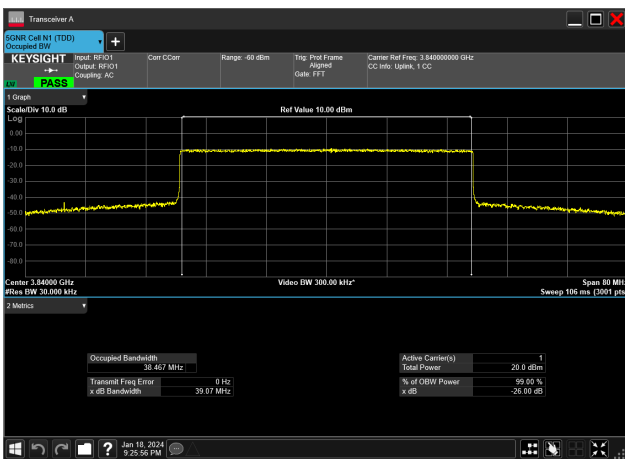 Transceiver A
5GNR Cell N1 (TDD)
Occupied BW
KEYSIGHT
PASS
Input: RFIO1
Output: RFIO1
Coupling: AC
Corr CCorr
Range: -60 dBm
Trig: Prot Frame
Aligned
Gate: FFT
Carrier Ref Freq: 3.840000000 GHz
CC Info: Uplink, 1 CC
1 Graph
Scale/Div 10.0 dB
Ref Value 10.00 dBm
Log
0.00
-10.0
-20.0
-30.0
-40.0
-50.0
-60.0
-70.0
-80.0
Center 3.84000 GHz
Video BW 300.00 kHz*
Span 80 MHz
#Res BW 30.000 kHz
Sweep 106 ms (3001 pts
2 Metrics
Occupied Bandwidth
38.467 MHz
Transmit Freq Error 0 Hz
x dB Bandwidth 39.07 MHz
Active Carrier(s) 1
Total Power 20.0 dBm
% of OBW Power 99.00 %
x dB -26.00 dB
? Jan 18, 2024
9:25:56 PM